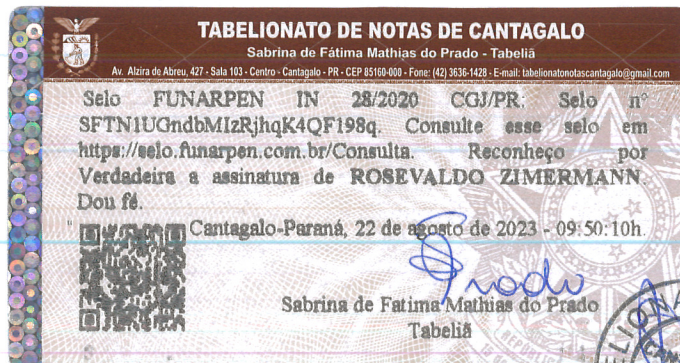 TABELIONATO DE NOTAS DE CANTAGALO
Sabrina de Fátima Mathias do Prado - Tabeliã
Av. Alzira de Abreu, 427 - Sala 103 - Centro - Cantagalo - PR - CEP 85160-000 - Fone: (42) 3636-1428 - E-mail: tabelionatonotascantagalo@gmail.com
Selo FUNARPEN IN 28/2020 CGJ/PR: Selo nº
SFTN1UGndbMIzRjhqK4QF198q. Consulte esse selo em
https://selo.funarpen.com.br/Consulta. Reconheço por
Verdadeira a assinatura de ROSEVALDO ZIMERMANN.
Dou fé.
Cantagalo-Paraná, 22 de agosto de 2023 - 09:50:10h.
Prado
Sabrina de Fatima Mathias do Prado
Tabeliã